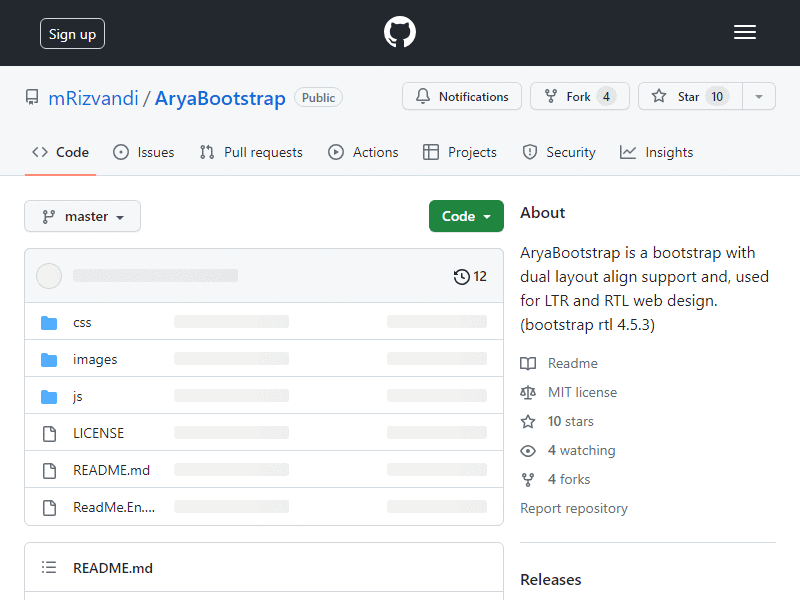 Sign up
mRizvandi / AryaBootstrap Public
Notifications Fork 4 Star 10
Code Issues Pull requests Actions Projects Security Insights
master Code
12
css
images
js
LICENSE
README.md
ReadMe.En....
README.md
About
AryaBootstrap is a bootstrap with
dual layout align support and, used
for LTR and RTL web design.
(bootstrap rtl 4.5.3)
Readme
MIT license
10 stars
4 watching
4 forks
Report repository
Releases